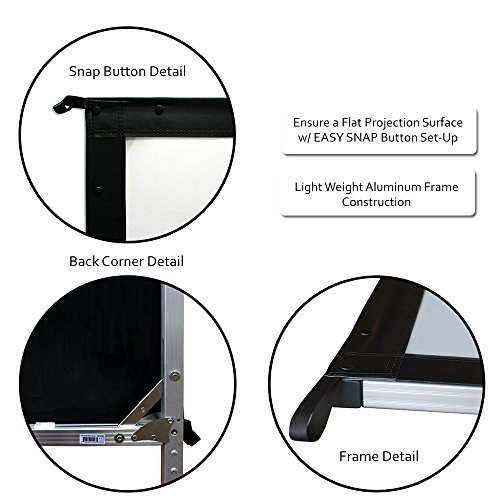 Snap Button Detail
Ensure a Flat Projection Surface
w/ EASY SNAP Button Set-Up
Light Weight Aluminum Frame
Construction
Back Corner Detail
Frame Detail